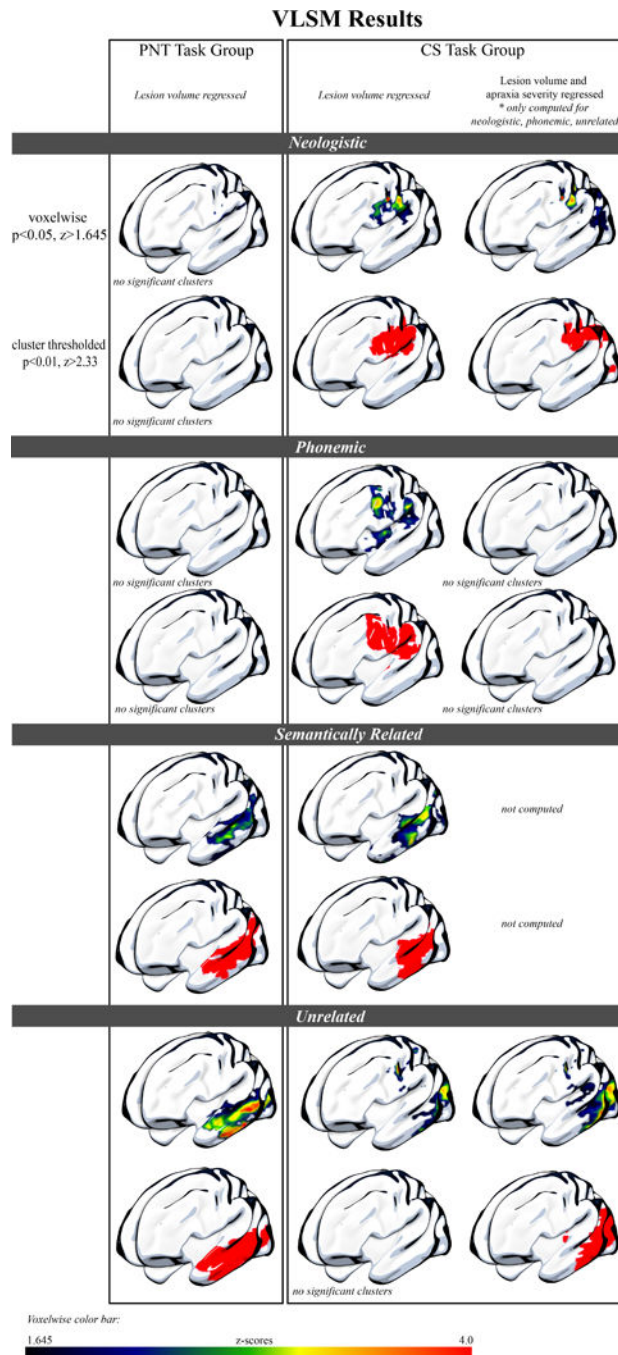 VLSM Results
PNT Task Group
CS Task Group
Lesion volume regressed
Lesion volume regressed
Lesion volume and
apraxia severity regressed
* only computed for
neologistic, phonemic, unrelated
Neologistic
voxelwise
p<0.05, z>1.645
no significant clusters
cluster thresholded
p<0.01, z>2.33
no significant clusters
Phonemic
no significant clusters
no significant clusters
no significant clusters
no significant clusters
Semantically Related
not computed
not computed
Unrelated
no significant clusters
Voxelwise color bar:
1.645
z-scores
4.0